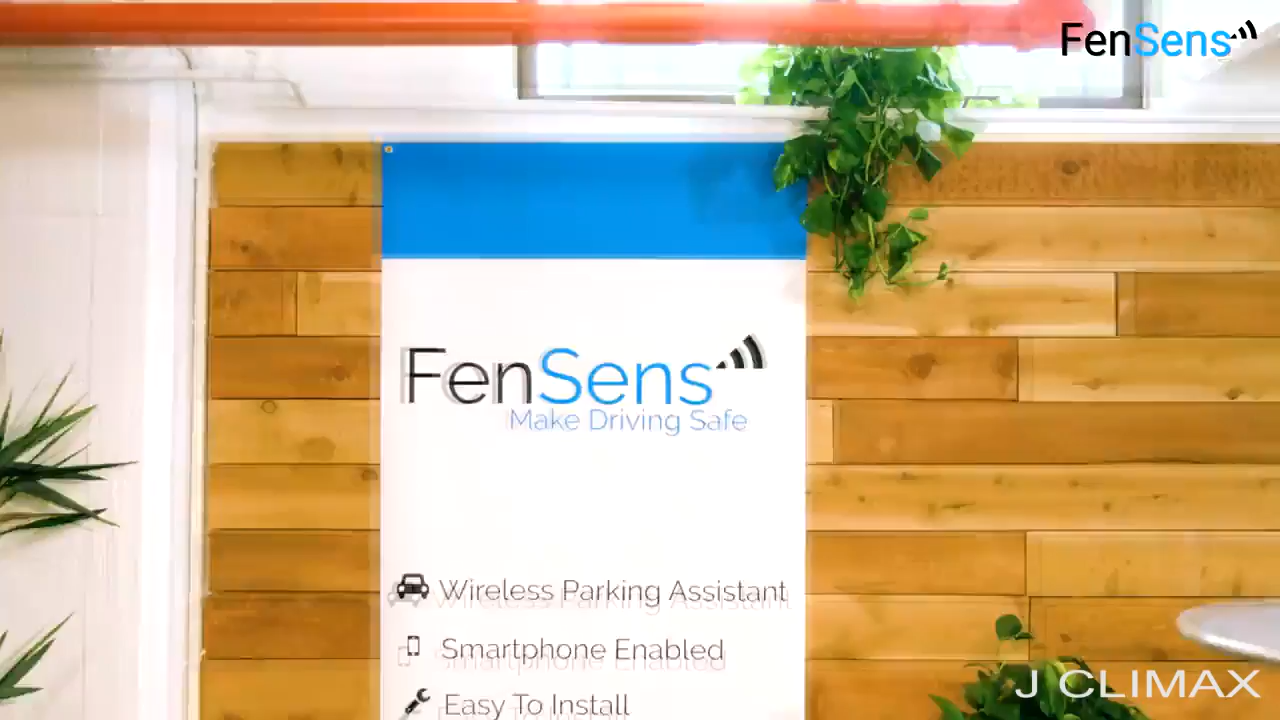 FenSens
FenSens
Make Driving Safe
Wireless Parking Assistant
Smartphone Enabled
Easy To Install
J CLIMAX